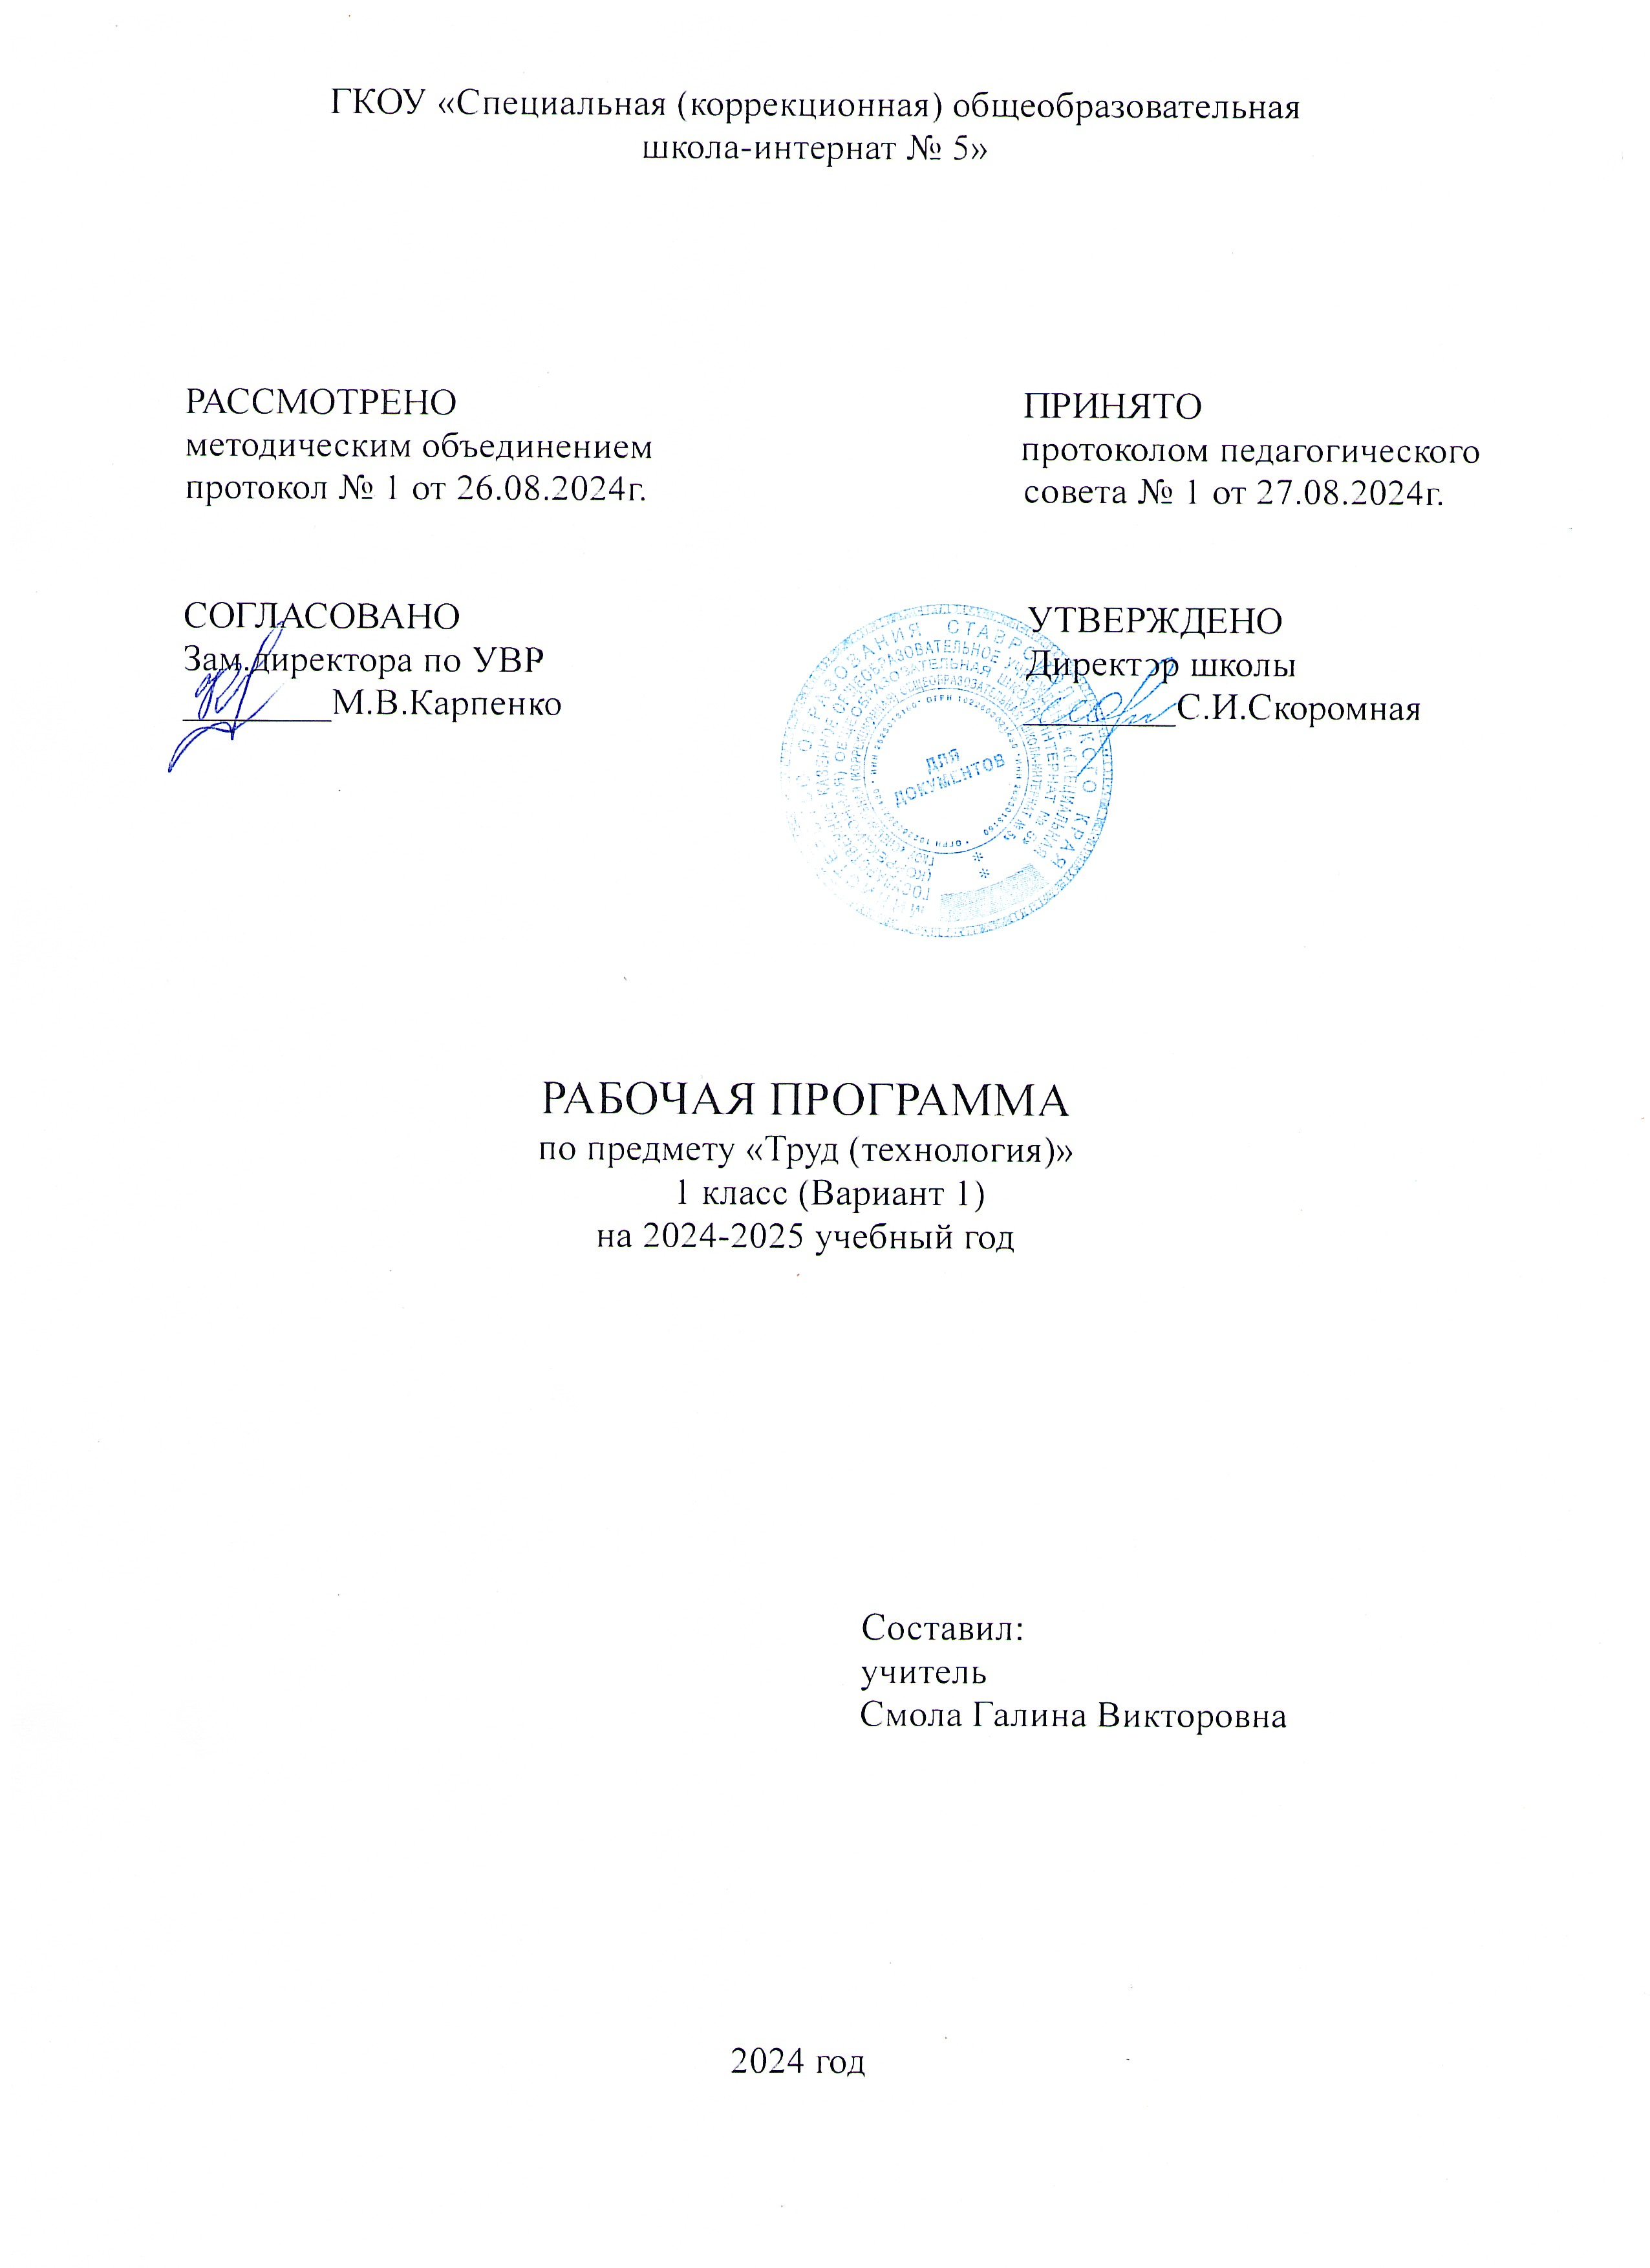 ГКОУ «Специальная (коррекционная) общеобразовательная
школа-интернат № 5»
РАССМОТРЕНО
методическим объединением
протокол № 1 от 26.08.2024г.
ПРИНЯТО
протоколом педагогического
совета № 1 от 27.08.2024г.
СОГЛАСОВАНО
Зам.директора по УВР
М.В.Карпенко
УТВЕРЖДЕНО
Директор школы
С.И.Скоромная
ДЛЯ
ДОКУМЕНТОВ
РАБОЧАЯ ПРОГРАММА
по предмету «Труд (технология)»
1 класс (Вариант 1)
на 2024-2025 учебный год
Составил:
учитель
Смола Галина Викторовна
2024 год